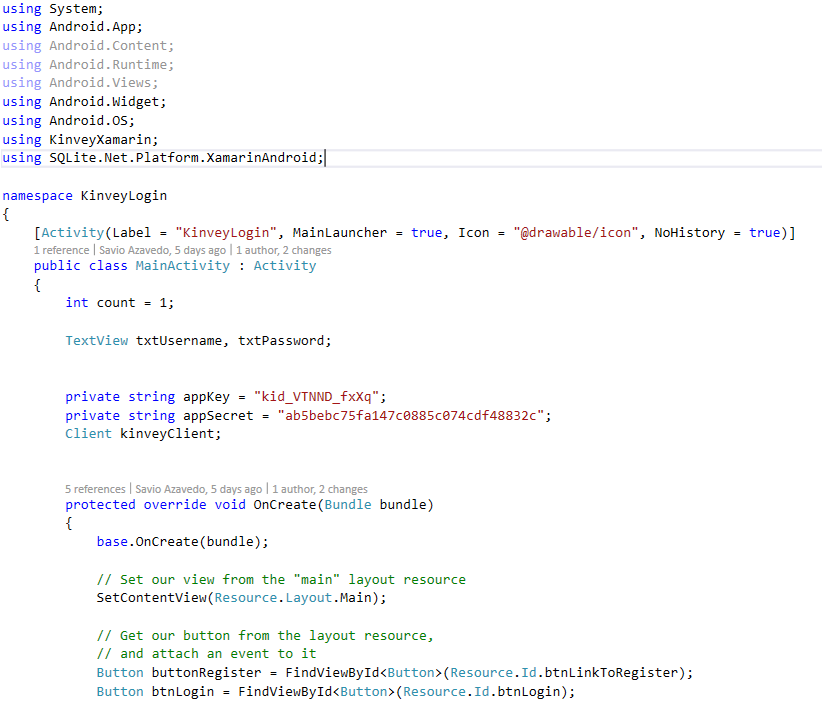 using System;
using Android.App;
using Android.Content;
using Android.Runtime;
using Android.Views;
using Android.Widget;
using Android.OS;
using KinveyXamarin;
using SQLite.Net.Platform.XamarinAndroid;
namespace KinveyLogin
{
[Activity(Label = "KinveyLogin", MainLauncher = true, Icon = "@drawable/icon", NoHistory = true)]
1 reference | Savio Azavedo, 5 days ago | 1 author, 2 changes
public class MainActivity : Activity
{
int count = 1;
TextView txtUsername, txtPassword;
private string appKey = "kid_VTNND_fxXq";
private string appSecret = "ab5bebc75fa147c0885c074cdf48832c";
Client kinveyClient;
5 references | Savio Azavedo, 5 days ago | 1 author, 2 changes
protected override void OnCreate(Bundle bundle)
{
base.OnCreate(bundle);
// Set our view from the "main" layout resource
SetContentView(Resource.Layout.Main);
// Get our button from the layout resource,
// and attach an event to it
Button buttonRegister = FindViewById<Button>(Resource.Id.btnLinkToRegister);
Button btnLogin = FindViewById<Button>(Resource.Id.btnLogin);